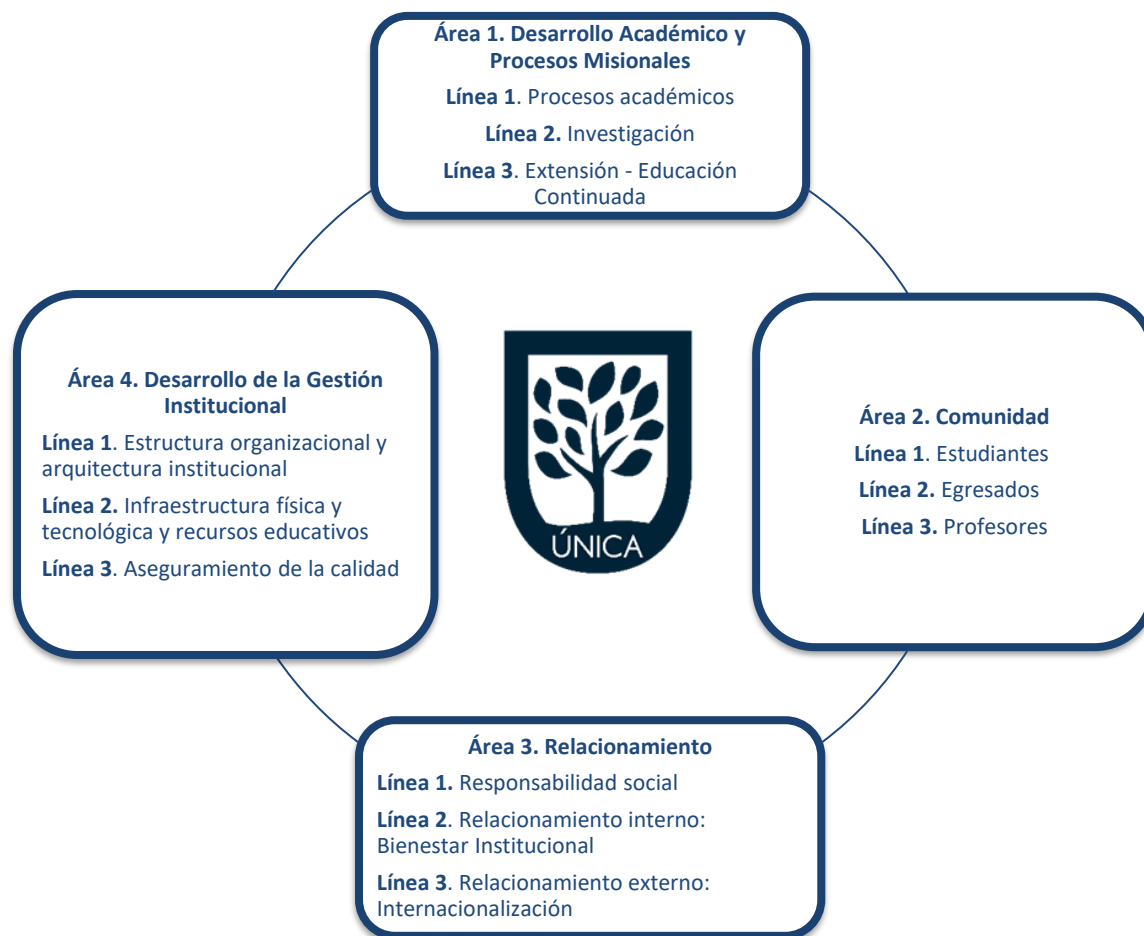 Área 1. Desarrollo Académico y
Procesos Misionales
Línea 1. Procesos académicos
Línea 2. Investigación
Línea 3. Extensión - Educación
Continuada
Área 4. Desarrollo de la Gestión
Institucional
Línea 1. Estructura organizacional y
arquitectura institucional
Línea 2. Infraestructura física y
tecnológica y recursos educativos
Línea 3. Aseguramiento de la calidad
ÚNICA
Área 2. Comunidad
Línea 1. Estudiantes
Línea 2. Egresados
Línea 3. Profesores
Área 3. Relacionamiento
Línea 1. Responsabilidad social
Línea 2. Relacionamiento interno:
Bienestar Institucional
Línea 3. Relacionamiento externo:
Internacionalización